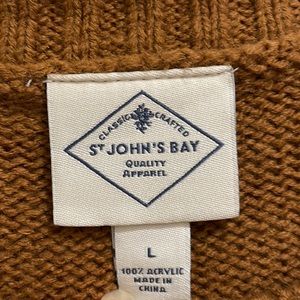 CLASSIC CRAFTED
ST JOHN'S BAY
QUALITY
APPAREL
L
100% ACRYLIC
MADE IN
CHINA